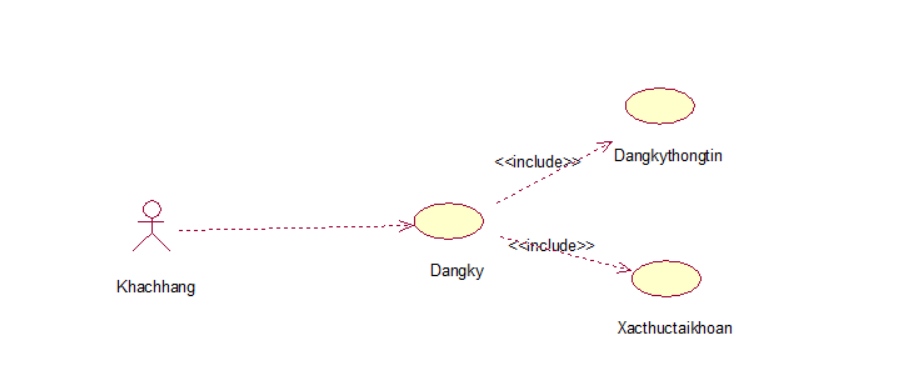 <<include>>
Dangkythongtin
<<include>>
Dangky
Khachhang
Xacthuctaikhoan